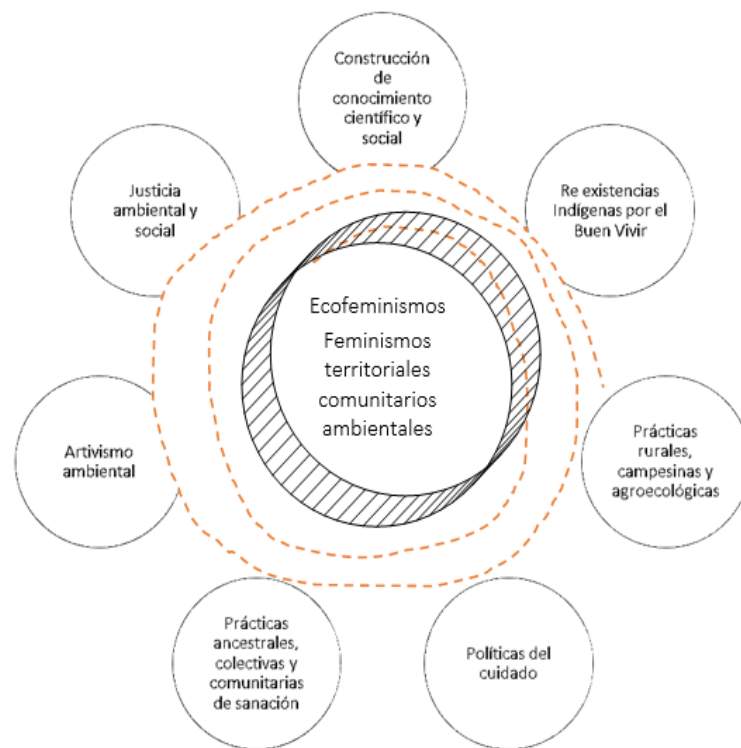 Construcción
de
conocimiento
científico y
social
Justicia
ambiental y
social
Re existencias
Indígenas por el
Buen Vivir
Ecofeminismos
Feminismos
territoriales
comunitarios
ambientales
Artivismo
ambiental
Prácticas
rurales,
campesinas y
agroecológicas
Prácticas
ancestrales,
colectivas y
comunitarias
de sanación
Políticas del
cuidado